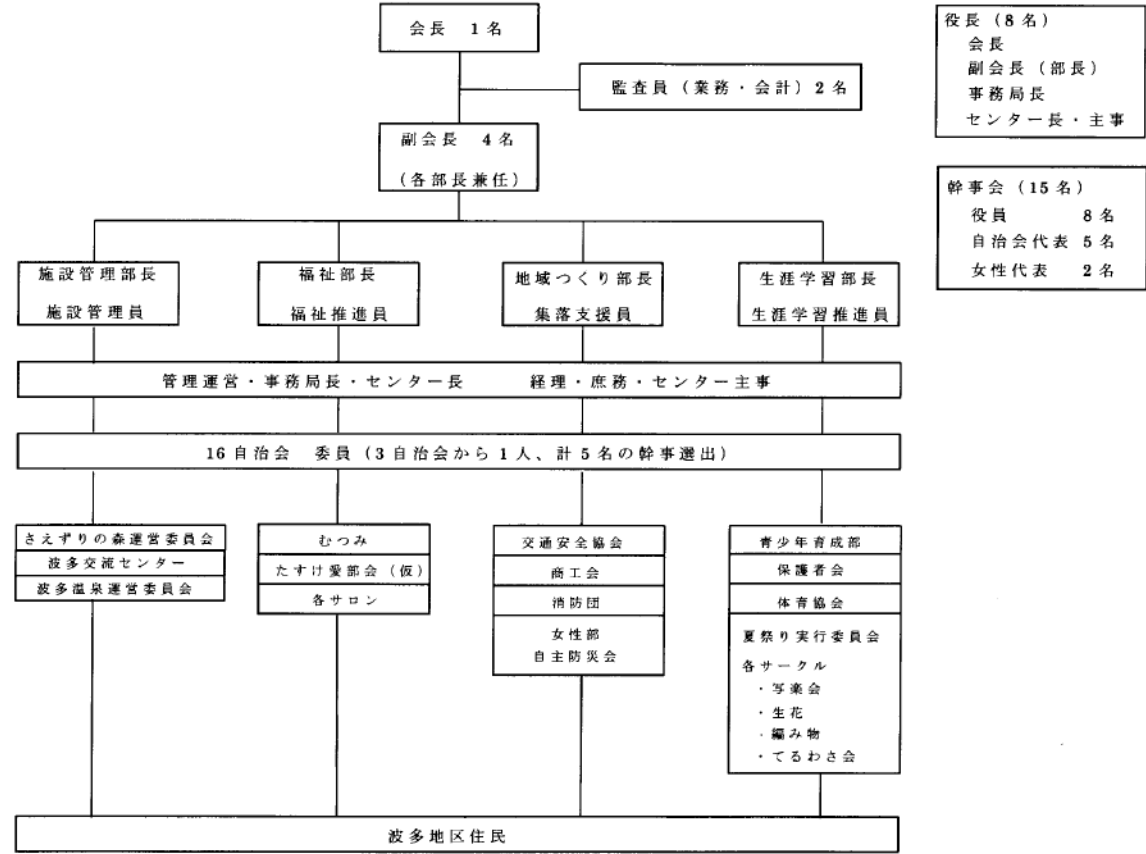 会長 1名
監査員（業務・会計）2名
副会長 4名
（各部長兼任）
役長（8名）
会長
副会長（部長）
事務局長
センター長・主事
幹事会（15名）
役員 8名
自治会代表 5名
女性代表 2名
施設管理部長
施設管理員
福祉部長
福祉推進員
地域つくり部長
集落支援員
生涯学習部長
生涯学習推進員
管理運営・事務局長・センター長 経理・庶務・センター主事
16自治会 委員（3自治会から1人、計5名の幹事選出）
さえずりの森運営委員会
波多交流センター
波多温泉運営委員会
むつみ
たすけ愛部会（仮）
各サロン
交通安全協会
商工会
消防団
女性部
自主防災会
青少年育成部
保護者会
体育協会
夏祭り実行委員会
各サークル
・写楽会
・生花
・編み物
・てるわさ会
波多地区住民